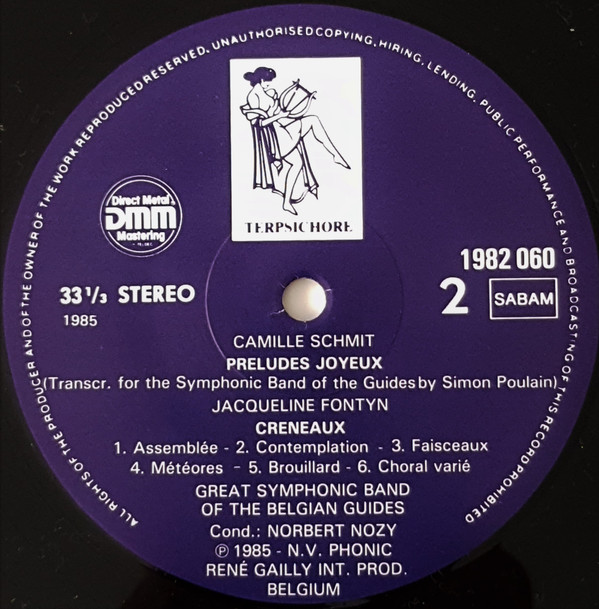 ALL RIGHTS OF THE PRODUCER AND OF THE OWNER OF THE WORK REPRODUCED RESERVED. UNAUTHORISED COPYING, HIRING, LENDING, PUBLIC PERFORMANCE AND BROADCASTING OF THIS RECORD PROHIBITED
TERPSICHORE
Direct Metal
DMM
Mastering
1982 060
33 1/3 STEREO
2 SABAM
1985
CAMILLE SCHMIT
PRELUDES JOYEUX
(Transcr. for the Symphonic Band of the Guides by Simon Poulain)
JACQUELINE FONTYN
CRENEAUX
1. Assemblée - 2. Contemplation - 3. Faisceaux
4. Météores - 5. Brouillard - 6. Choral varié
GREAT SYMPHONIC BAND
OF THE BELGIAN GUIDES
Cond.: NORBERT NOZY
℗ 1985 - N.V. PHONIC
RENÉ GAILLY INT. PROD.
BELGIUM